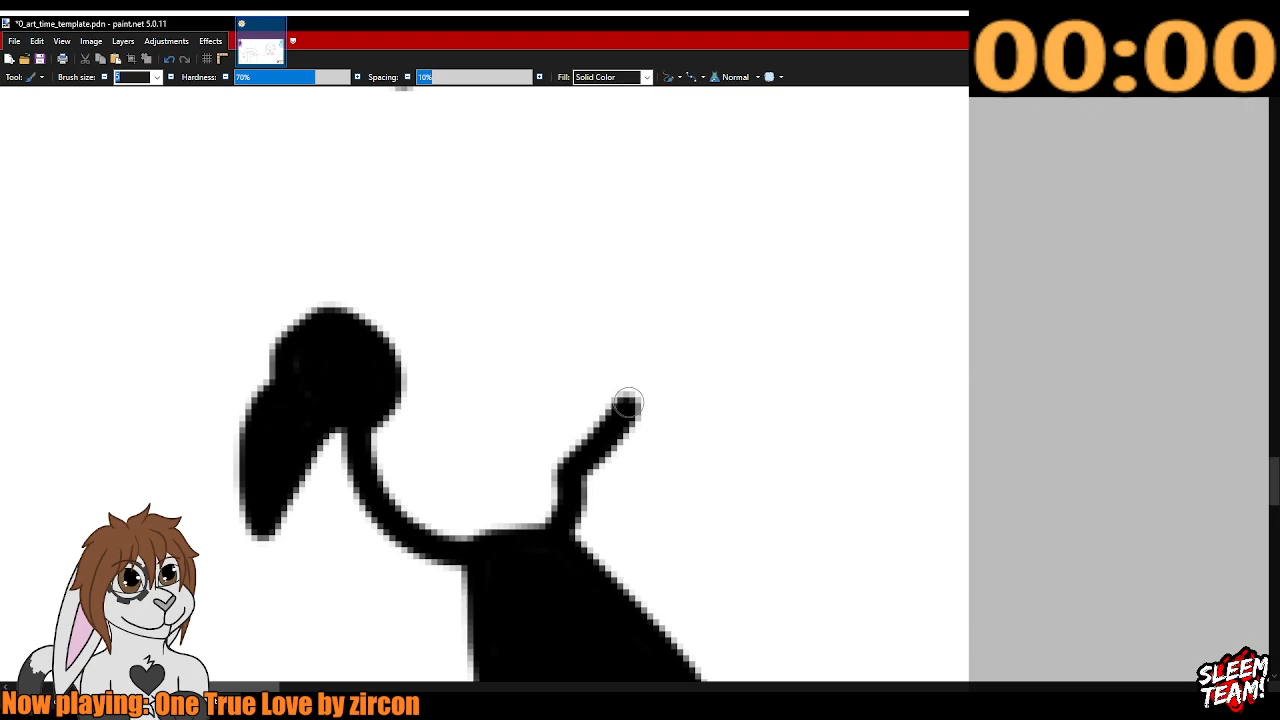 *0_art_time_template.pdn - paint.net 5.0.11
00:00
File Edit View Image Layers Adjustments Effects
Tool: Brush size: 5 Hardness: 70% Spacing: 10% Fill: Solid Color Normal
SLEEM
TEAM!
Now playing: One True Love by zircon